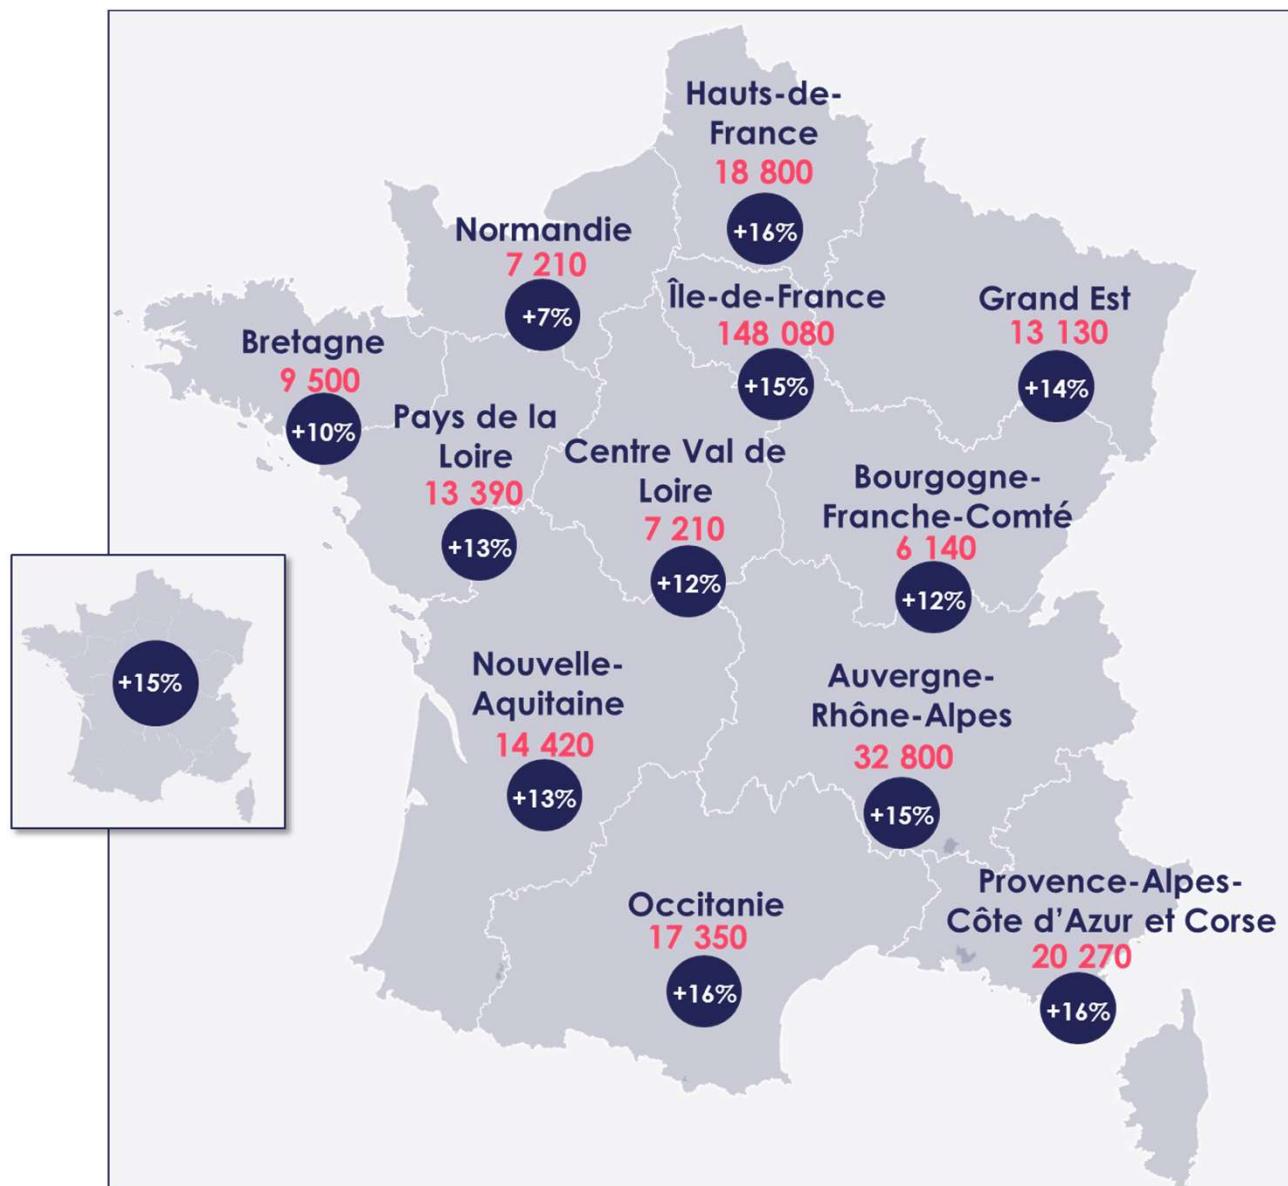 Hauts-de-
France
18 800
+16%
Normandie
7 210
+7%
Île-de-France
148 080
+15%
Grand Est
13 130
+14%
Bretagne
9 500
+10%
Pays de la
Loire
13 390
+13%
Centre Val de
Loire
7 210
+12%
Bourgogne-
Franche-Comté
6 140
+12%
+15%
Nouvelle-
Aquitaine
14 420
+13%
Auvergne-
Rhône-Alpes
32 800
+15%
Occitanie
17 350
+16%
Provence-Alpes-
Côte d’Azur et Corse
20 270
+16%